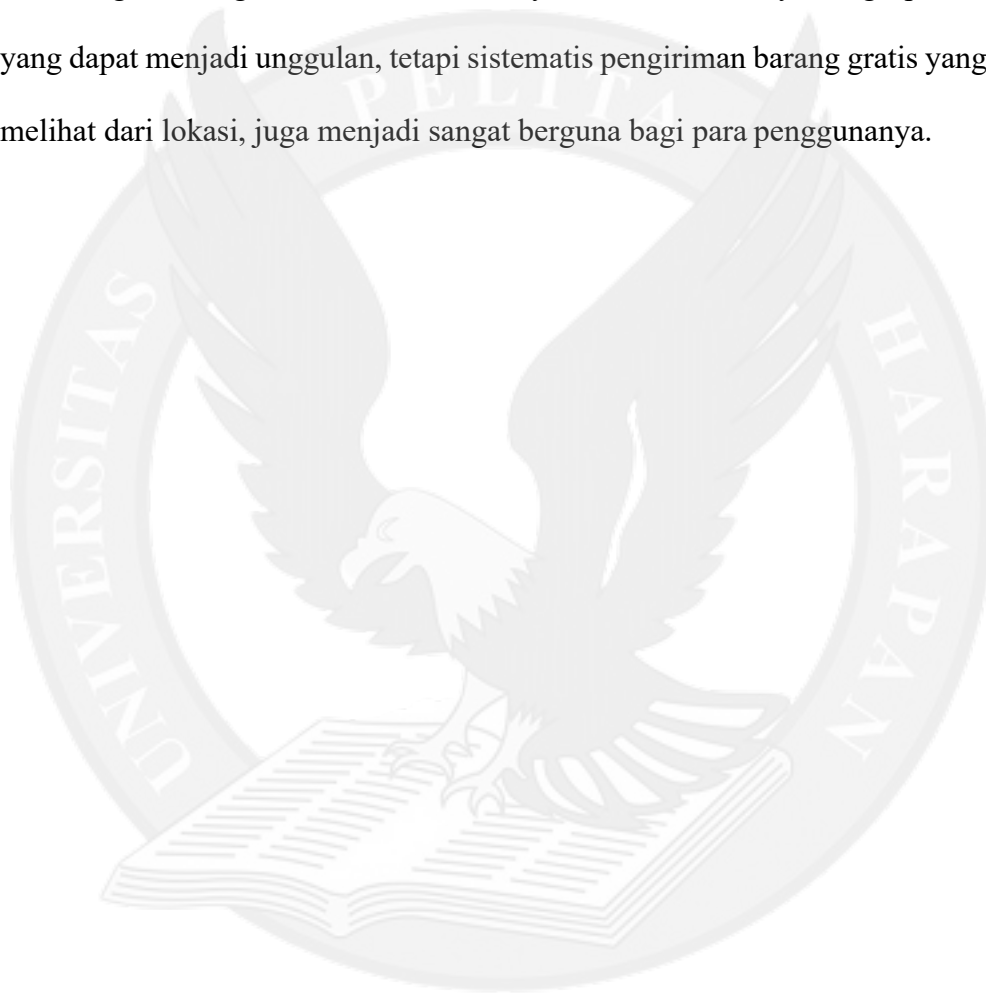 yang dapat menjadi unggulan, tetapi sistematis pengiriman barang gratis yang
melihat dari lokasi, juga menjadi sangat berguna bagi para penggunanya.
UNIVERSITAS PELITA HARAPAN